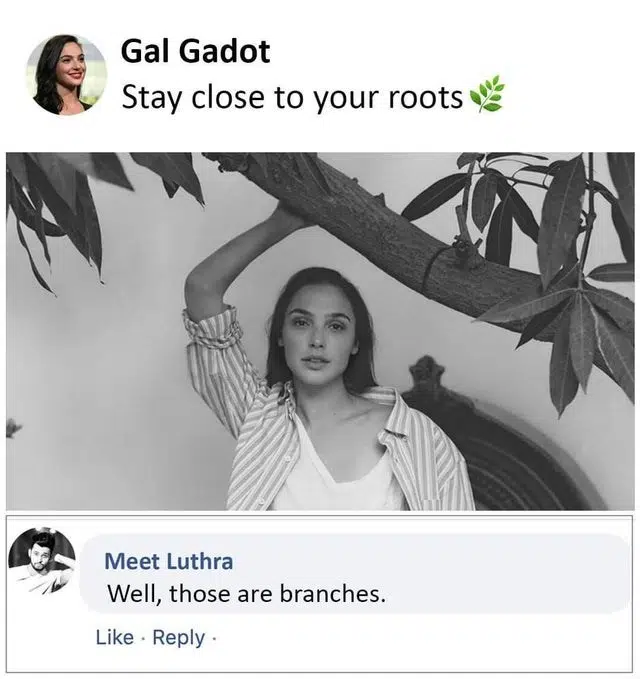 Gal Gadot
Stay close to your roots🌿
Meet Luthra
Well, those are branches.
Like · Reply ·